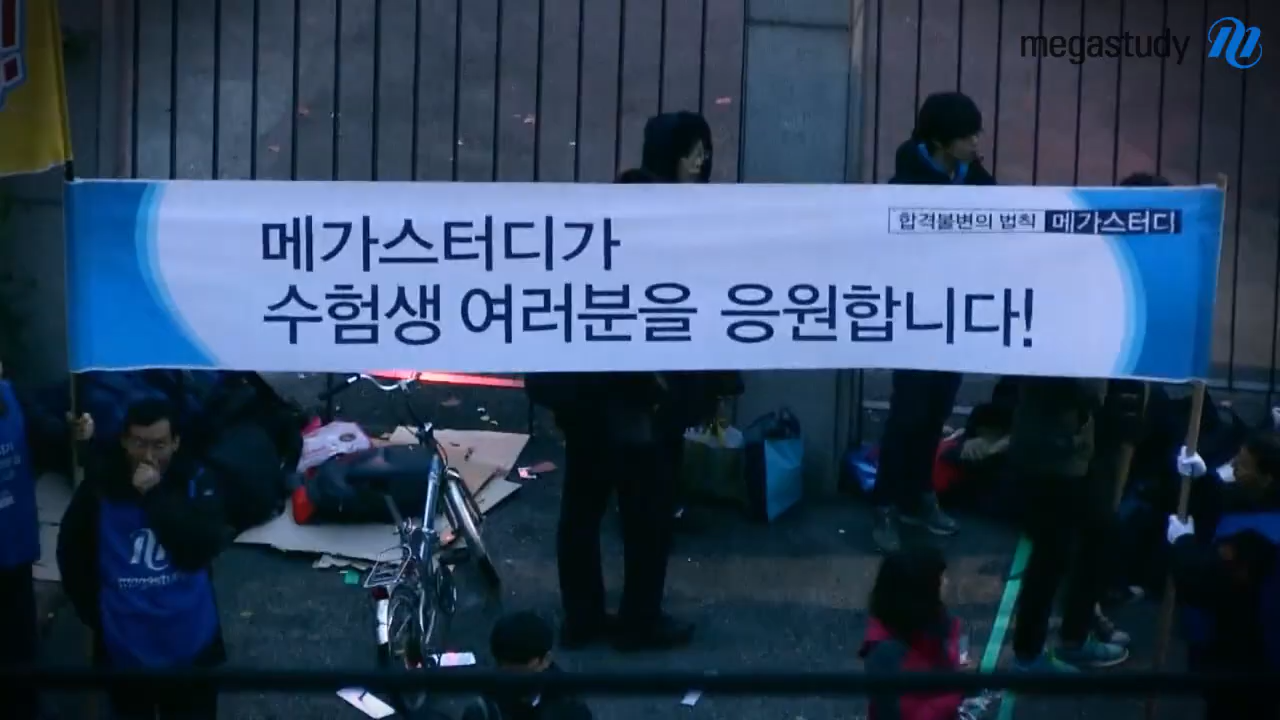 megastudy
합격불변의 법칙 메가스터디
메가스터디가
수험생 여러분을 응원합니다!
megastudy